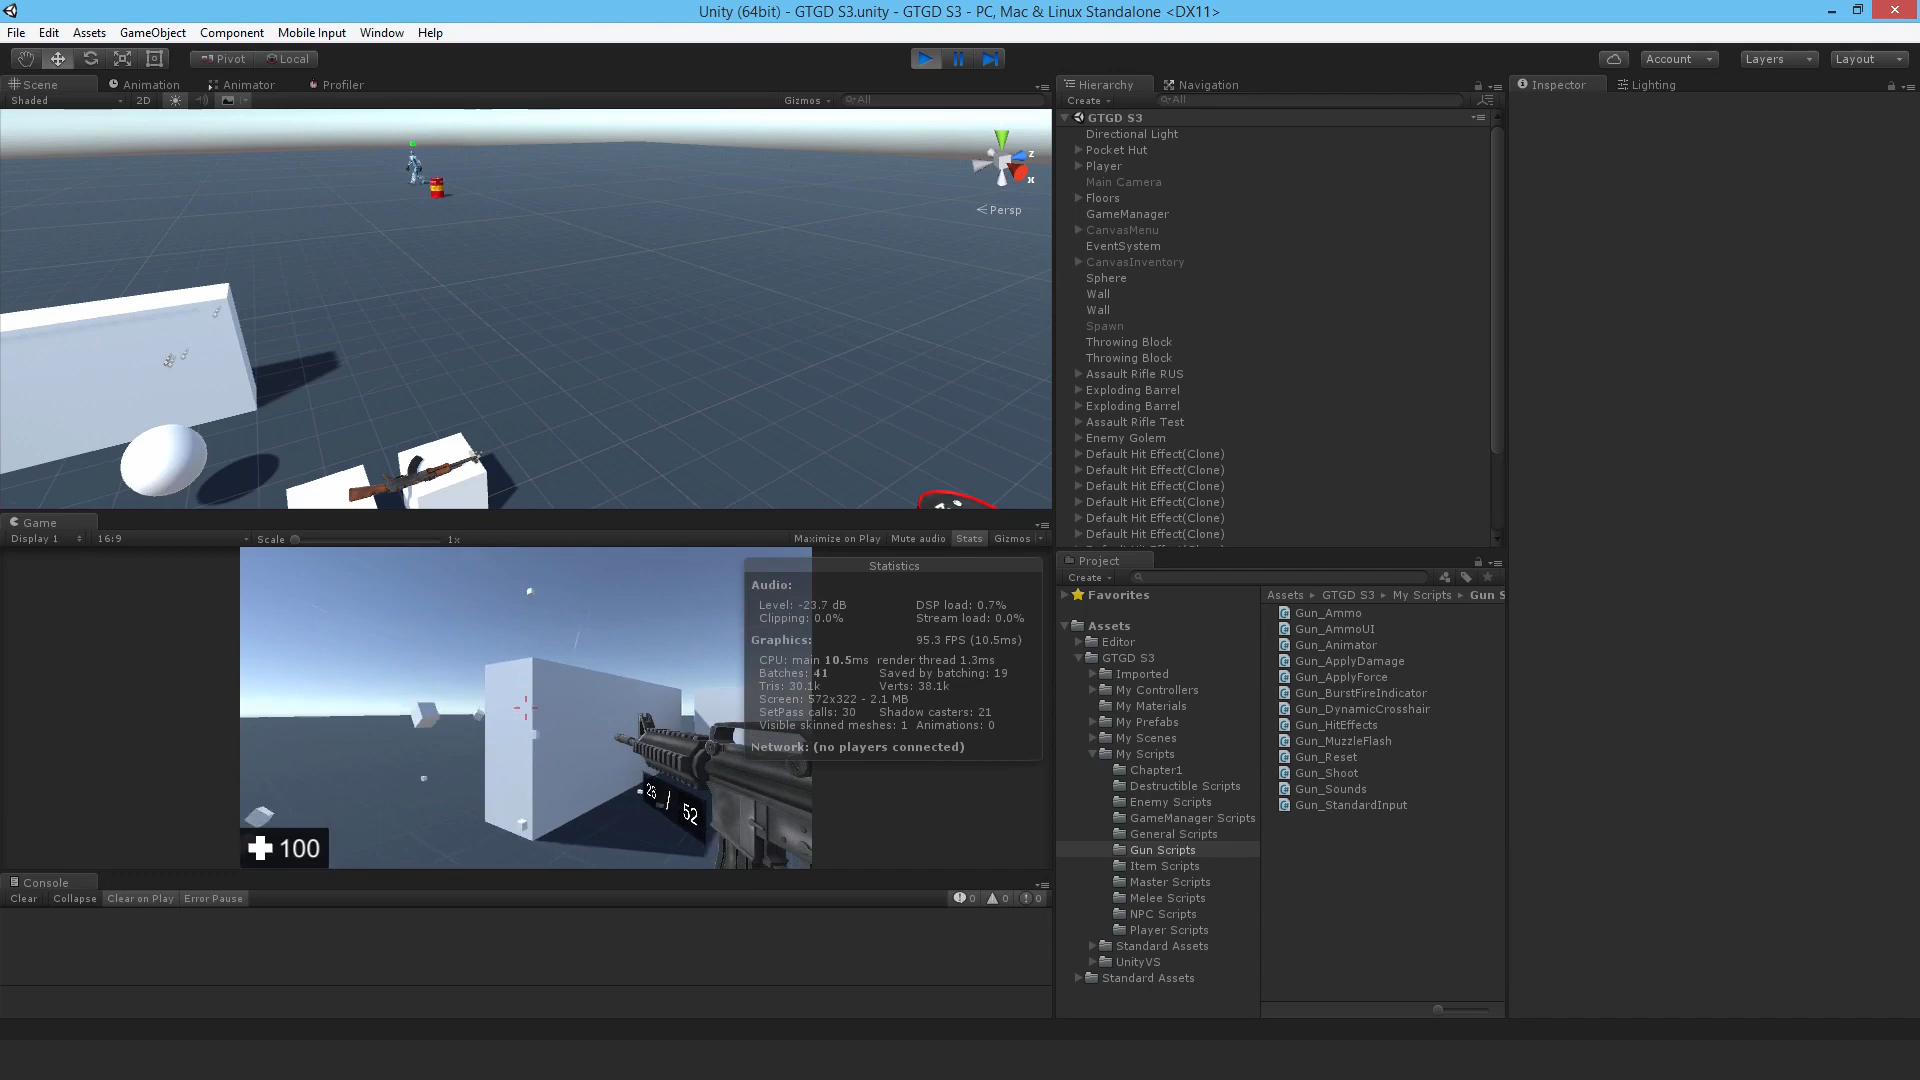 Unity (64bit) - GTGD S3.unity - GTGD S3 - PC, Mac & Linux Standalone <DX11>
File Edit Assets GameObject Component Mobile Input Window Help
Pivot Local Account Layers Layout
Scene Animation Animator Profiler
Shaded 2D Gizmos All
z
x
Persp
Hierarchy Navigation
Create All
GTGD S3
Directional Light
Pocket Hut
Player
Main Camera
Floors
GameManager
CanvasMenu
EventSystem
CanvasInventory
Sphere
Wall
Wall
Spawn
Throwing Block
Throwing Block
Assault Rifle RUS
Exploding Barrel
Exploding Barrel
Assault Rifle Test
Enemy Golem
Default Hit Effect(Clone)
Default Hit Effect(Clone)
Default Hit Effect(Clone)
Default Hit Effect(Clone)
Default Hit Effect(Clone)
Default Hit Effect(Clone)
Inspector Lighting
Game
Display 1 16:9 Scale 1x Maximize on Play Mute audio Stats Gizmos
Statistics
Audio:
Level: -23.7 dB DSP load: 0.7%
Clipping: 0.0% Stream load: 0.0%
Graphics: 95.3 FPS (10.5ms)
CPU: main 10.5ms render thread 1.3ms
Batches: 41 Saved by batching: 19
Tris: 30.1k Verts: 38.1k
Screen: 572x322 - 2.1 MB
SetPass calls: 30 Shadow casters: 21
Visible skinned meshes: 1 Animations: 0
Network: (no players connected)
26 / 52
100
Console
Clear Collapse Clear on Play Error Pause 0 0 0
Project
Create
Favorites
Assets
Editor
GTGD S3
Imported
My Controllers
My Materials
My Prefabs
My Scenes
My Scripts
Chapter1
Destructible Scripts
Enemy Scripts
GameManager Scripts
General Scripts
Gun Scripts
Item Scripts
Master Scripts
Melee Scripts
NPC Scripts
Player Scripts
Standard Assets
UnityVS
Standard Assets
Assets GTGD S3 My Scripts Gun S
Gun_Ammo
Gun_AmmoUI
Gun_Animator
Gun_ApplyDamage
Gun_ApplyForce
Gun_BurstFireIndicator
Gun_DynamicCrosshair
Gun_HitEffects
Gun_MuzzleFlash
Gun_Reset
Gun_Shoot
Gun_Sounds
Gun_StandardInput